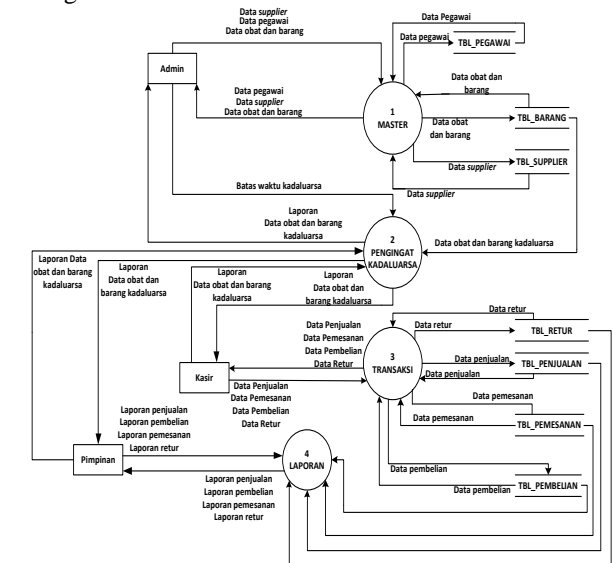 Data supplier
Data pegawai
Data obat dan barang
Data Pegawai
Data pegawai
TBL_PEGAWAI
Admin
Data pegawai
Data supplier
Data obat dan barang
1
MASTER
Data obat dan
barang
Data obat
dan barang
TBL_BARANG
Data supplier
TBL_SUPPLIER
Data supplier
Batas waktu kadaluarsa
Laporan
Data obat dan barang
kadaluarsa
2
PENGINGAT
KADALUARSA
Data obat dan barang kadaluarsa
Laporan Data
obat dan barang
kadaluarsa
Laporan
Data obat dan
barang kadaluarsa
Laporan
Data obat dan barang
kadaluarsa
Laporan
Data obat dan
barang kadaluarsa
Data Penjualan
Data Pemesanan
Data Pembelian
Data Retur
Data retur
Data retur
TBL_RETUR
3
TRANSAKSI
Data penjualan
Data penjualan
TBL_PENJUALAN
Kasir
Data Penjualan
Data Pemesanan
Data Pembelian
Data Retur
Data pemesanan
Data pemesanan
TBL_PEMESANAN
Laporan penjualan
Laporan pembelian
Laporan pemesanan
Laporan retur
Pimpinan
4
LAPORAN
Data pembelian
Data pembelian
TBL_PEMBELIAN
Laporan penjualan
Laporan pembelian
Laporan pemesanan
Laporan retur